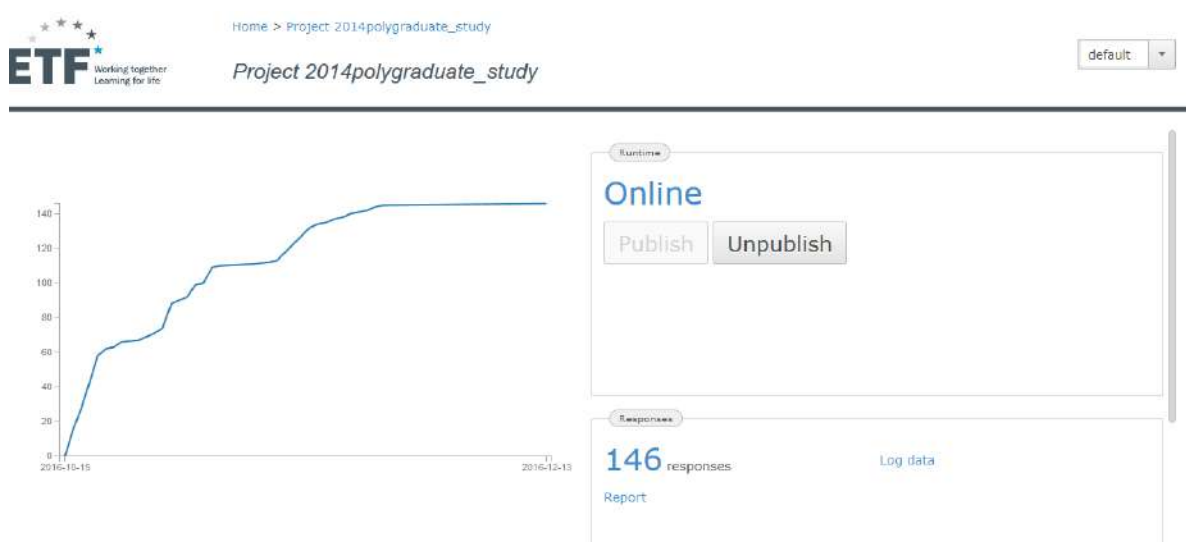 Home > Project 2014polygraduate_study
ETF
Working together
Learning for life
Project 2014polygraduate_study
default
140
120
100
80
60
40
20
0
2016-10-15
2016-12-13
Runtime
Online
Publish
Unpublish
Responses
146 responses
Log data
Report